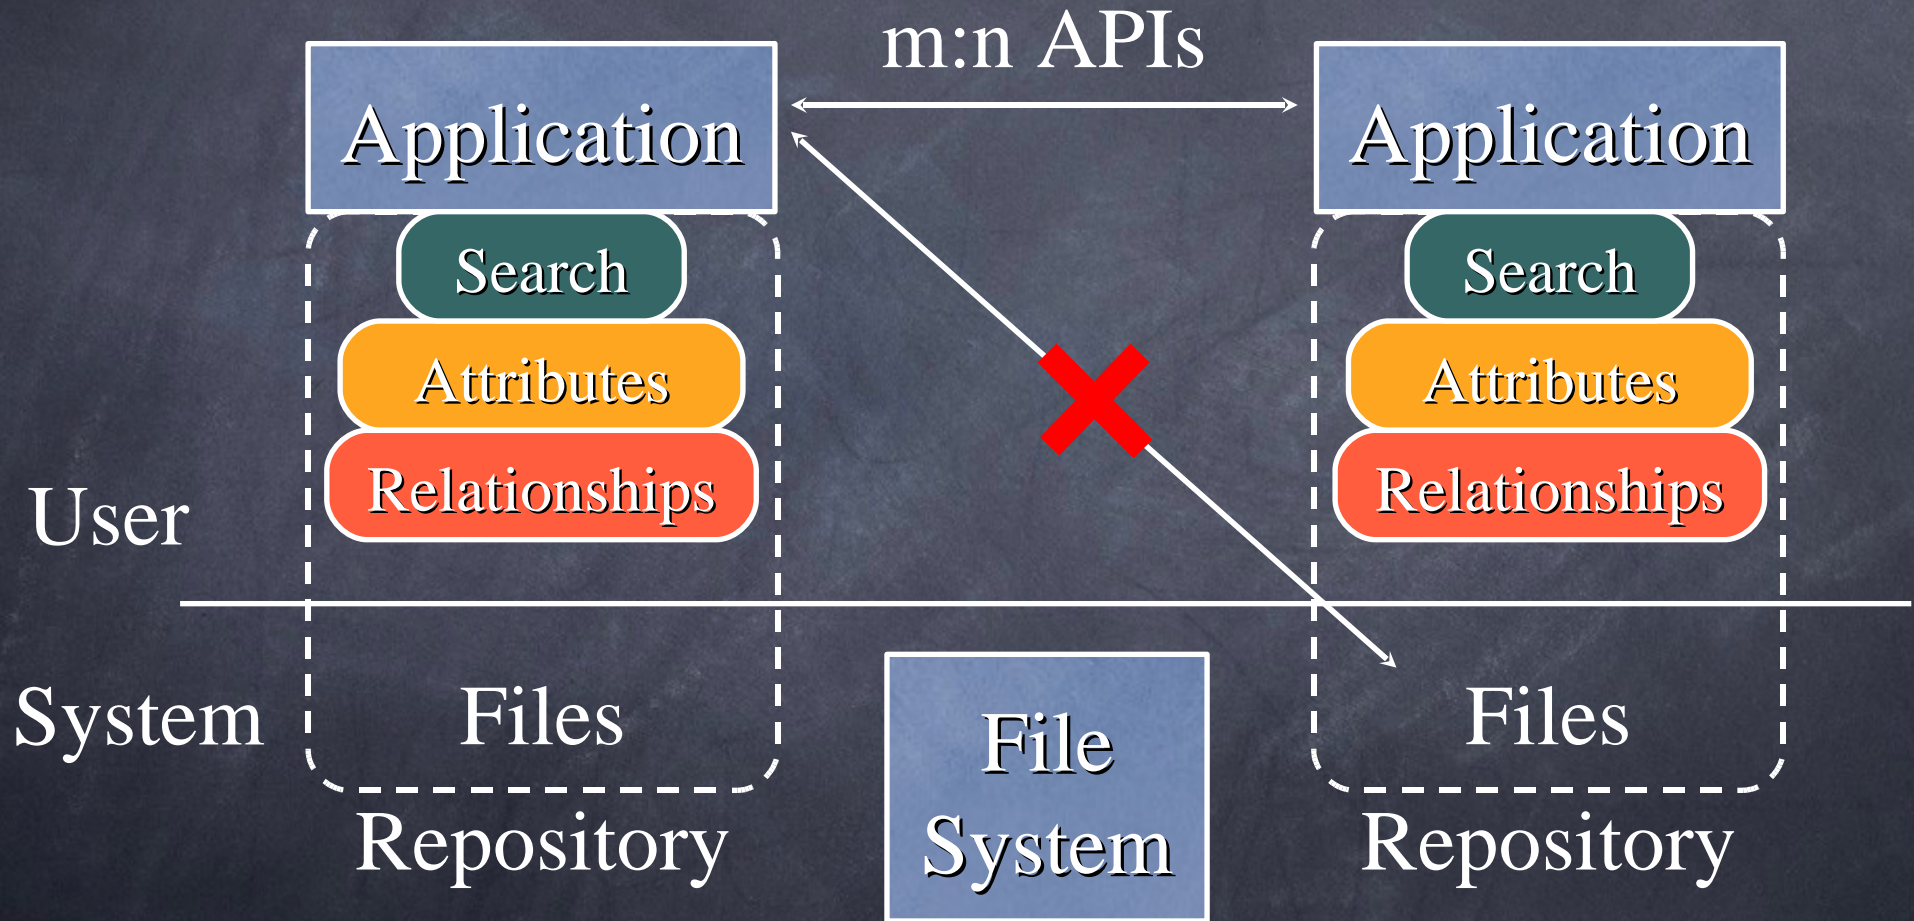 m:n APIs
Application
Application
Search
Search
Attributes
Attributes
Relationships
Relationships
User
System
Files
Files
File
System
Repository
Repository